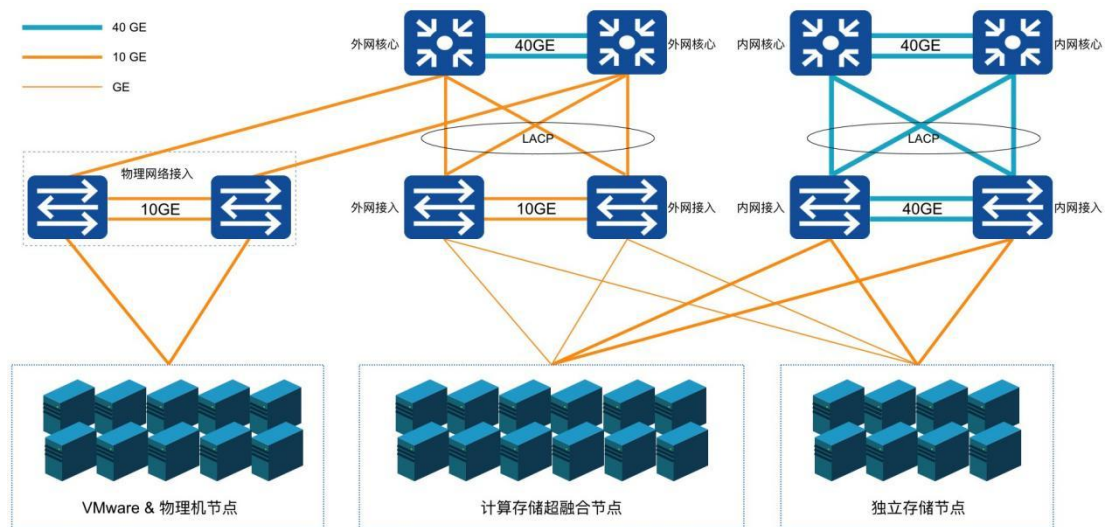 40 GE
10 GE
GE
外网核心
40GE
外网核心
内网核心
40GE
内网核心
LACP
LACP
物理网络接入
10GE
外网接入
10GE
外网接入
内网接入
40GE
内网接入
VMware & 物理机节点
计算存储超融合节点
独立存储节点